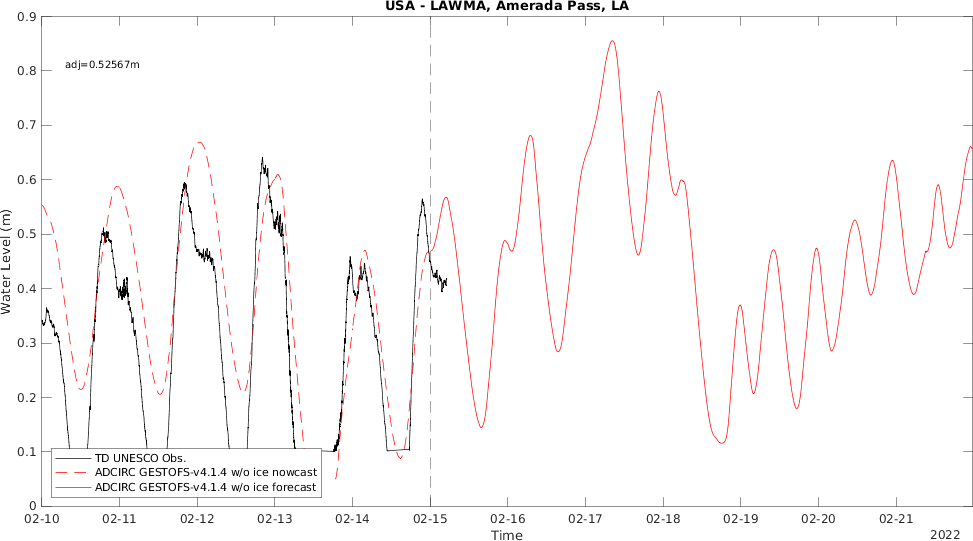 USA - LAWMA, Amerada Pass, LA
0.9
0.8
adj=0.52567m
0.7
0.6
0.5
0.4
0.3
0.2
0.1
0
Water Level (m)
TD UNESCO Obs.
ADCIRC GESTOFS-v4.1.4 w/o ice nowcast
ADCIRC GESTOFS-v4.1.4 w/o ice forecast
02-10 02-11 02-12 02-13 02-14 02-15 02-16 02-17 02-18 02-19 02-20 02-21
Time
2022